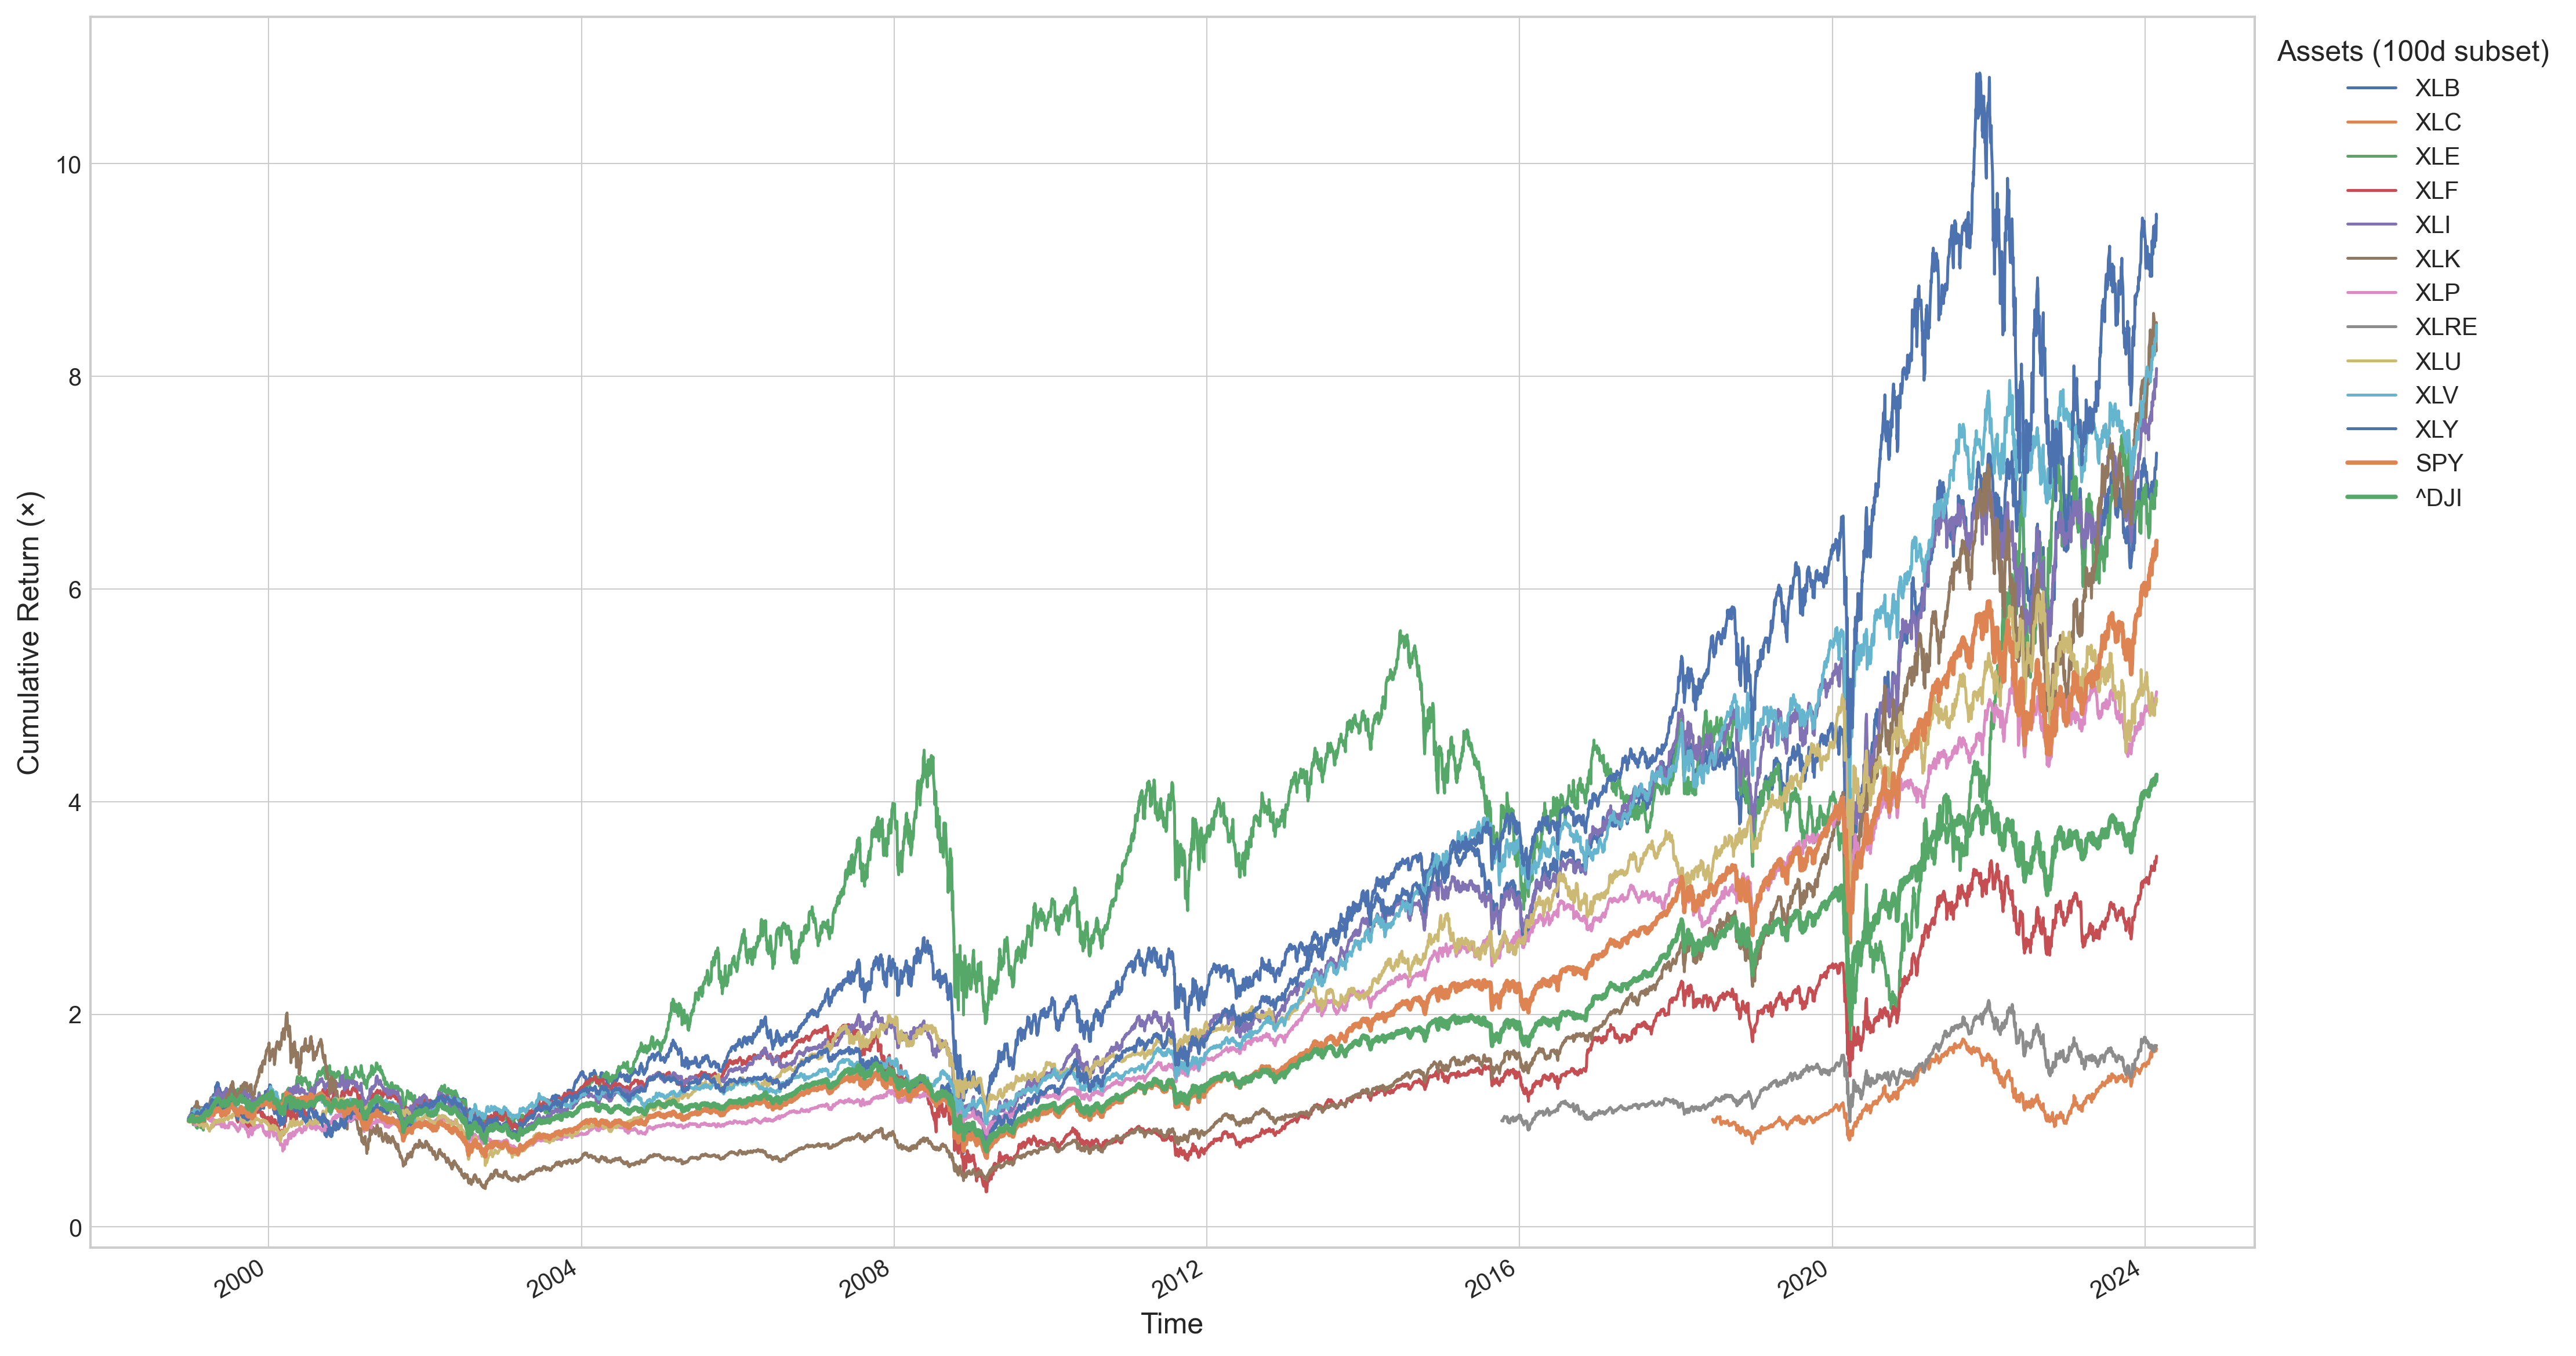 Assets (100d subset)
XLB
XLC
XLE
XLF
XLI
XLK
XLP
XLRE
XLU
XLV
XLY
SPY
^DJI
Cumulative Return (×)
10
8
6
4
2
0
2000
2004
2008
2012
2016
2020
2024
Time